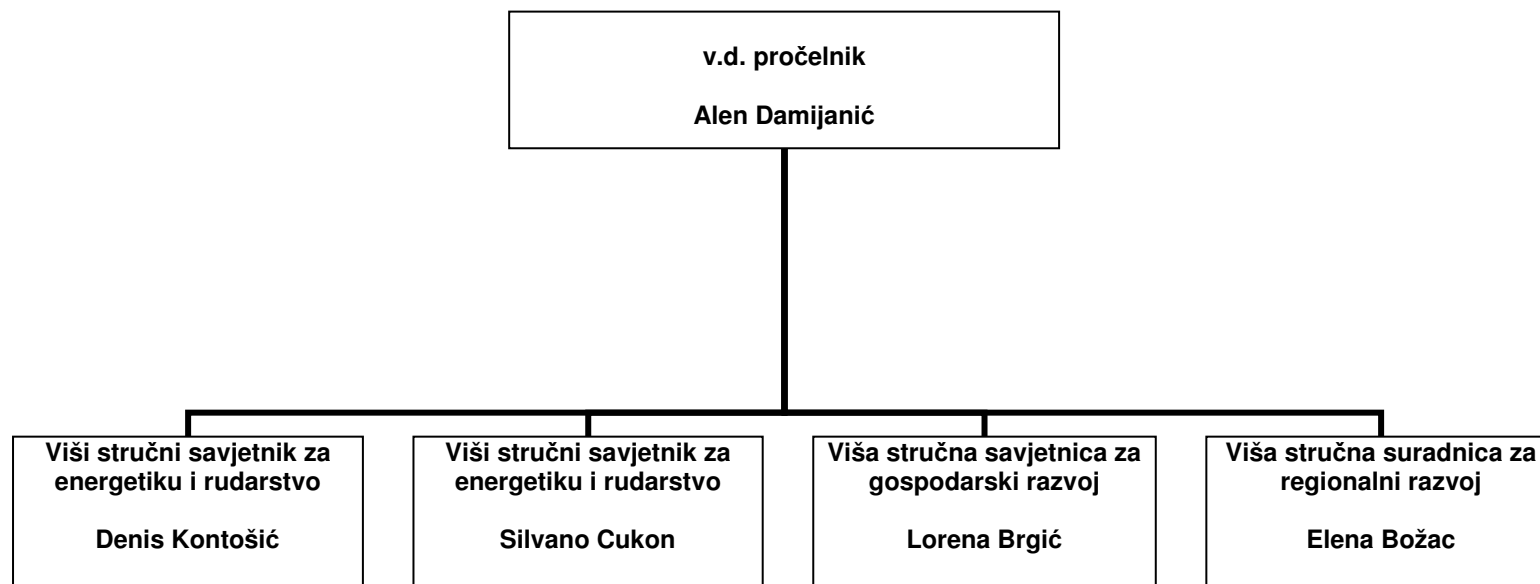 v.d. pročelnik
Alen Damijanić
Viši stručni savjetnik za
energetiku i rudarstvo
Denis Kontošić
Viši stručni savjetnik za
energetiku i rudarstvo
Silvano Cukon
Viša stručna savjetnica za
gospodarski razvoj
Lorena Brgić
Viša stručna suradnica za
regionalni razvoj
Elena Božac